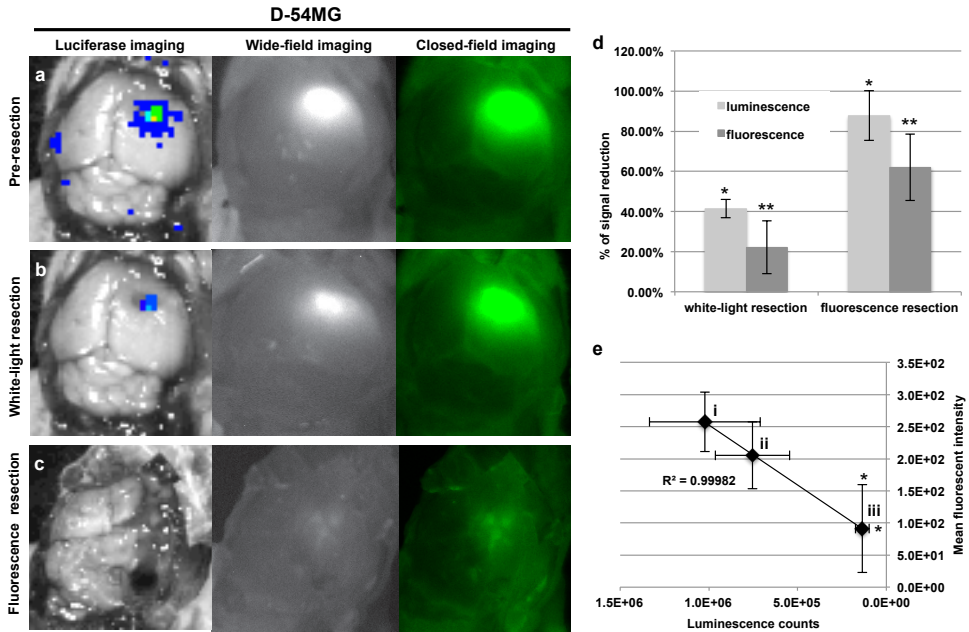 D-54MG
Luciferase imaging
Wide-field imaging
Closed-field imaging
Pre-resection
a
White-light resection
b
Fluorescence resection
c
d
120.00%
100.00%
80.00%
60.00%
40.00%
20.00%
0.00%
% of signal reduction
luminescence
fluorescence
*
**
*
**
white-light resection
fluorescence resection
e
3.5E+02
3.0E+02
2.5E+02
2.0E+02
1.5E+02
1.0E+02
5.0E+01
0.0E+00
Mean fluorescent intensity
i
ii
iii
*
*
R² = 0.99982
1.5E+06
1.0E+06
5.0E+05
0.0E+00
Luminescence counts